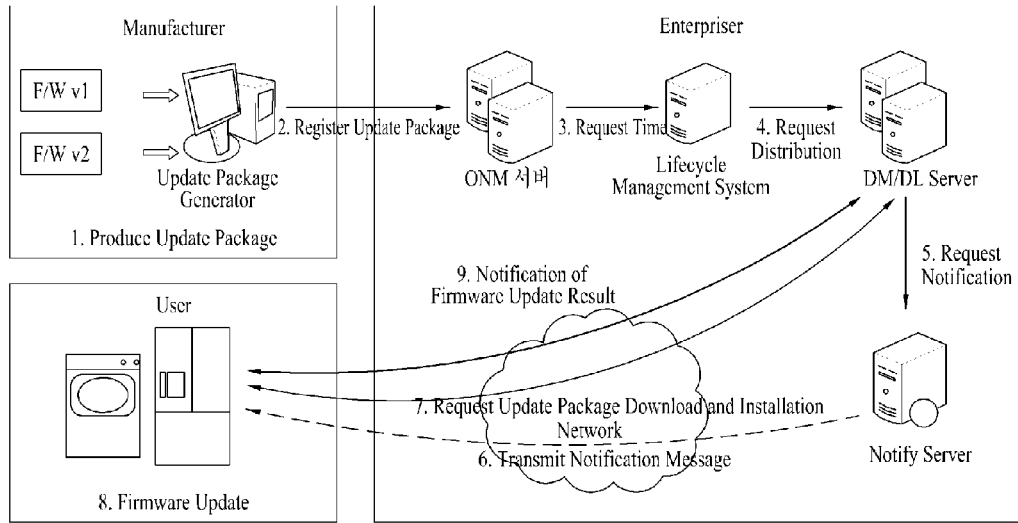 Manufacturer
F/W v1
F/W v2
Update Package
Generator
1. Produce Update Package
2. Register Update Package
Enterpriser
ONM 서버
3. Request Time
Lifecycle
Management System
4. Request
Distribution
DM/DL Server
5. Request
Notification
Notify Server
9. Notification of
Firmware Update Result
7. Request Update Package Download and Installation
Network
6. Transmit Notification Message
User
8. Firmware Update